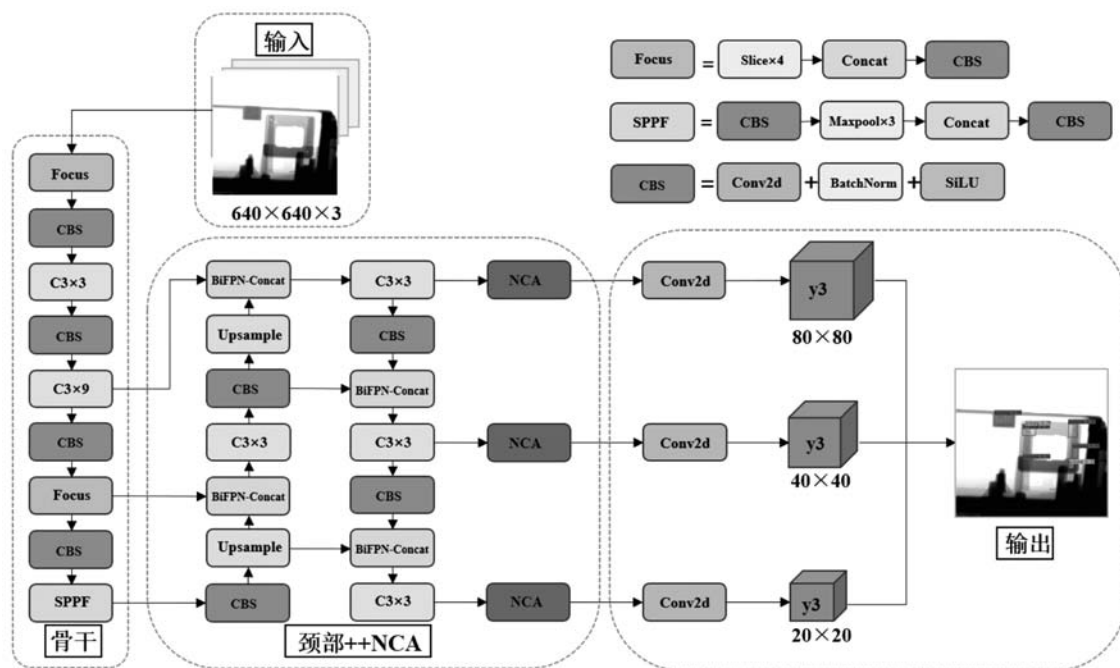 输入
640×640×3
Focus
=
Slice×4
Concat
CBS
SPPF
=
CBS
Maxpool×3
Concat
CBS
CBS
=
Conv2d
+
BatchNorm
+
SiLU
Focus
CBS
C3×3
CBS
C3×9
CBS
Focus
CBS
SPPF
骨干
BiFPN-Concat
Upsample
CBS
C3×3
BiFPN-Concat
Upsample
CBS
C3×3
CBS
BiFPN-Concat
C3×3
CBS
BiFPN-Concat
C3×3
NCA
NCA
NCA
颈部++NCA
Conv2d
y3
80×80
Conv2d
y3
40×40
Conv2d
y3
20×20
输出